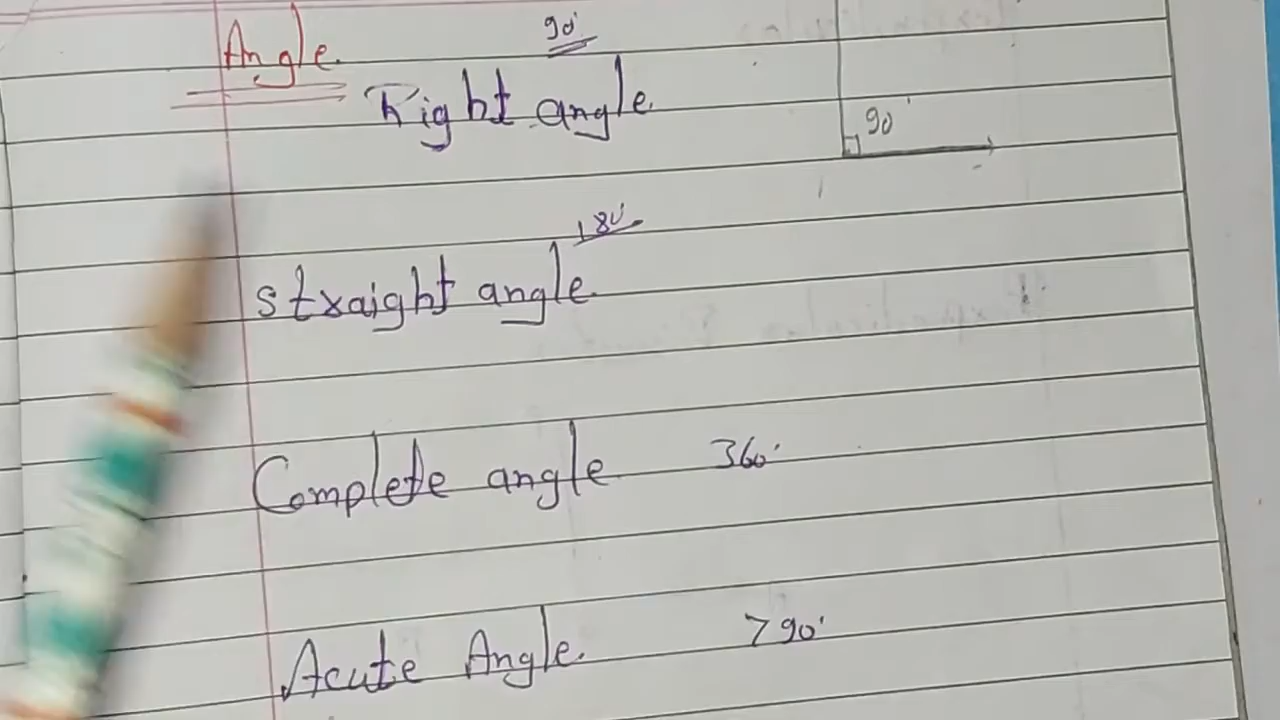 Angle.
90°
Right angle.
90°
180°
straight angle.
Complete angle 360°
Acute Angle. >90°